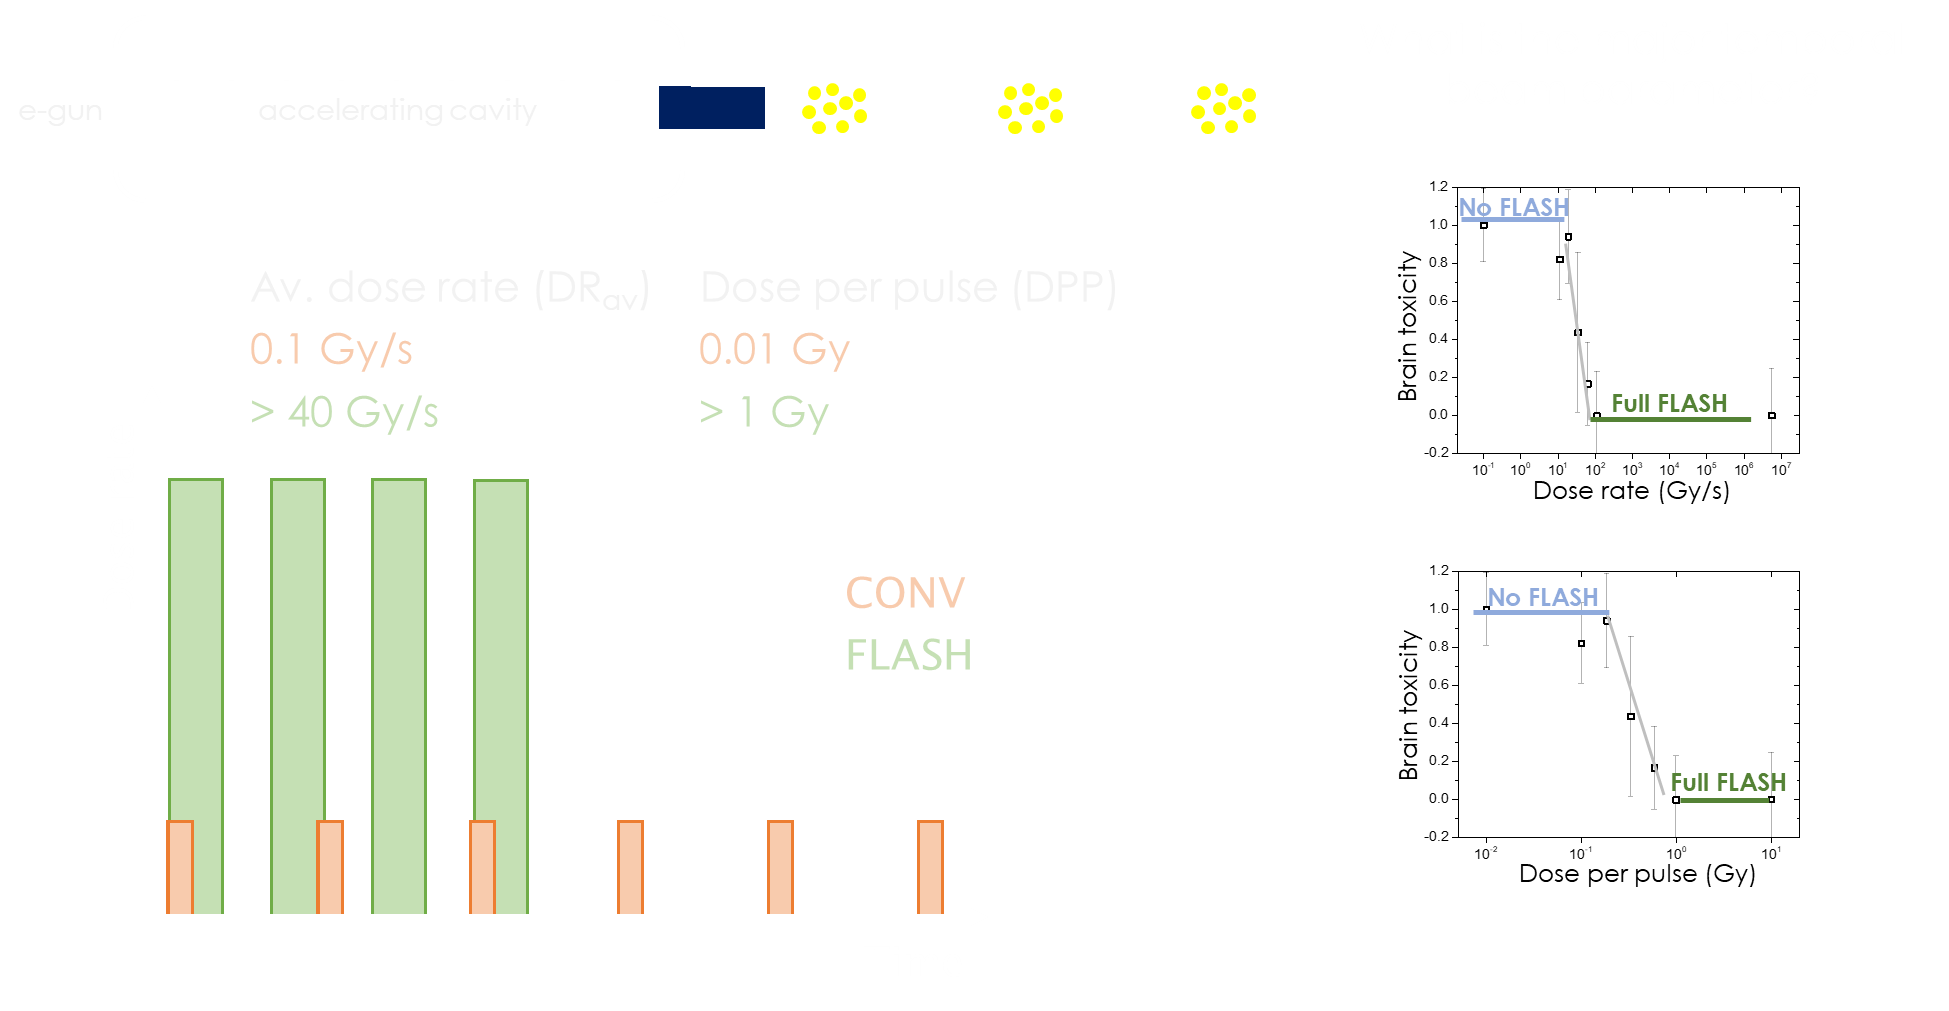 e-gun
accelerating cavity
Av. dose rate (DRav)
Dose per pulse (DPP)
0.1 Gy/s
0.01 Gy
> 40 Gy/s
> 1 Gy
CONV
FLASH
1.2
1.0
0.8
0.6
0.4
0.2
0.0
-0.2
Brain toxicity
No FLASH
Full FLASH
10⁻¹ 10⁰ 10¹ 10² 10³ 10⁴ 10⁵ 10⁶ 10⁷
Dose rate (Gy/s)
1.2
1.0
0.8
0.6
0.4
0.2
0.0
-0.2
Brain toxicity
No FLASH
Full FLASH
10⁻² 10⁻¹ 10⁰ 10¹
Dose per pulse (Gy)